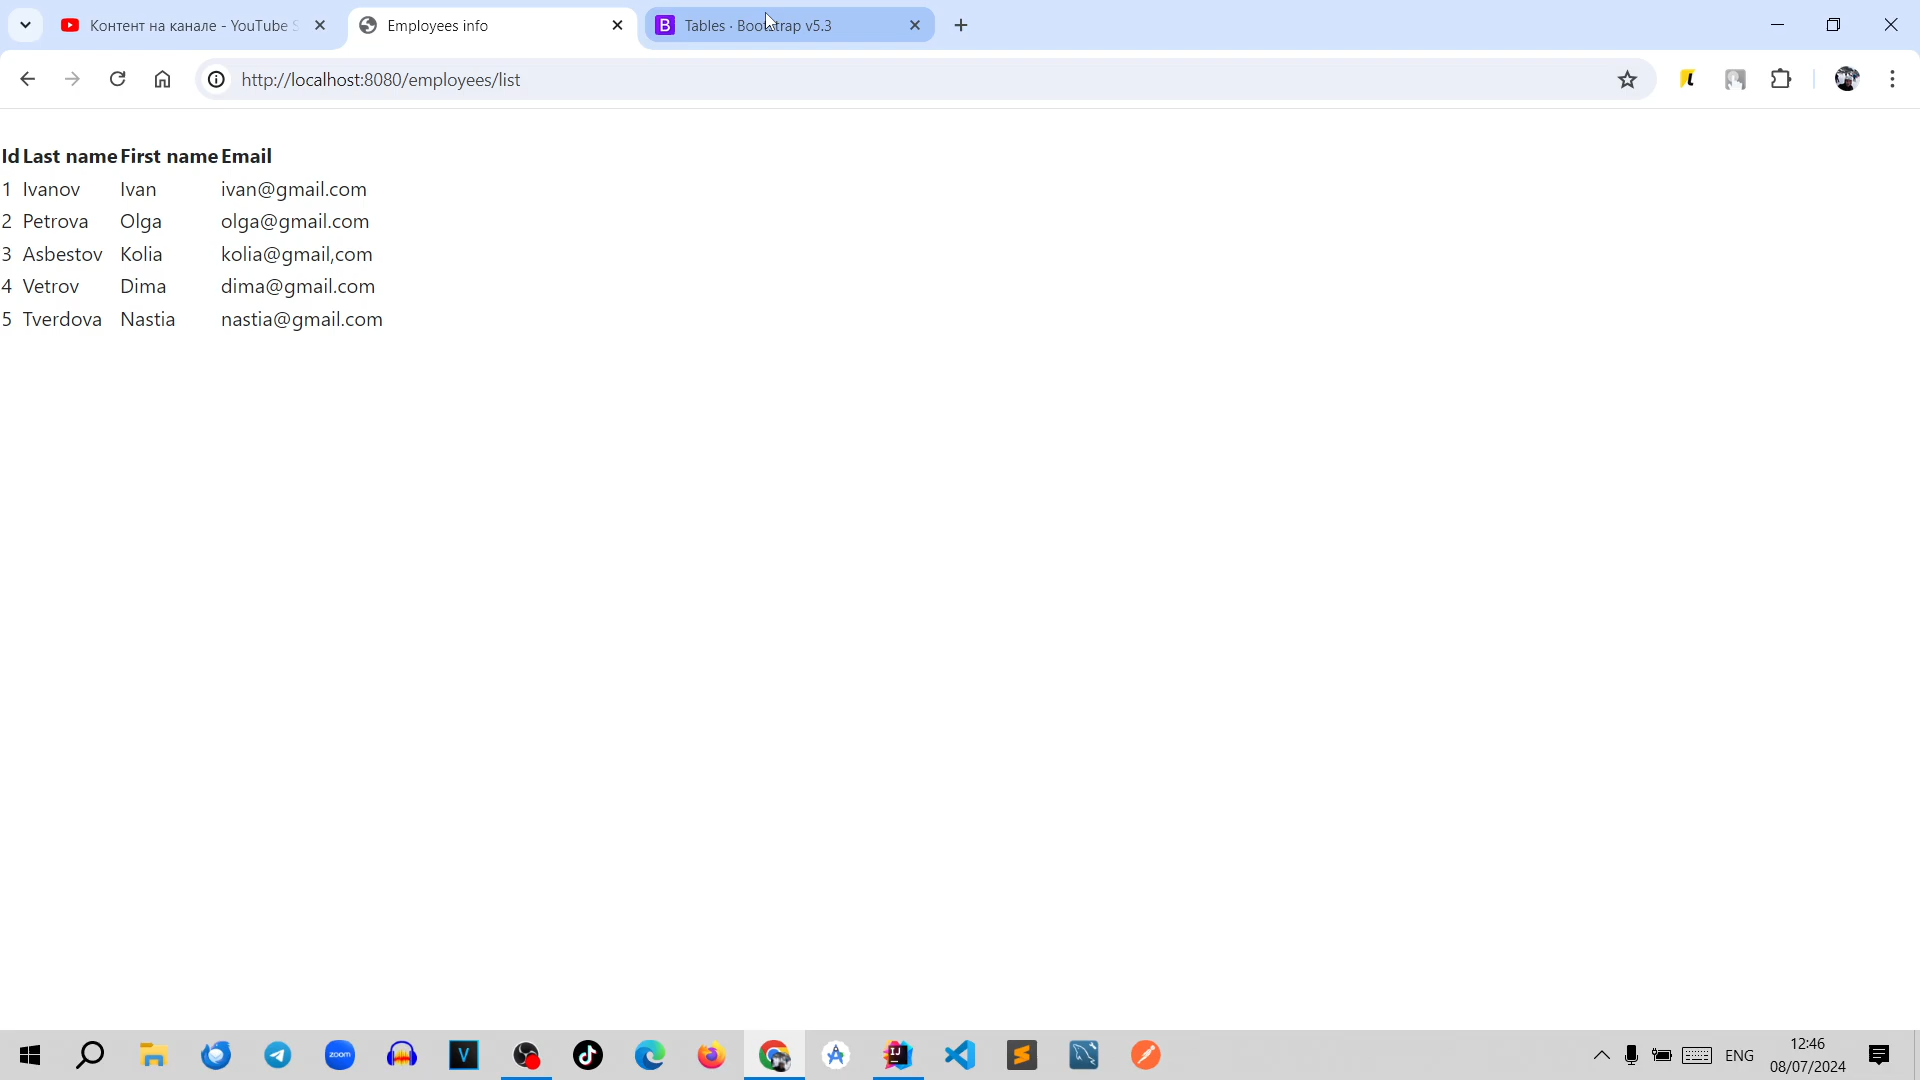 Контент на канале - YouTube S
Employees info
Tables · Bootstrap v5.3
http://localhost:8080/employees/list
Id Last name First name Email
1 Ivanov Ivan ivan@gmail.com
2 Petrova Olga olga@gmail.com
3 Asbestov Kolia kolia@gmail,com
4 Vetrov Dima dima@gmail.com
5 Tverdova Nastia nastia@gmail.com
zoom
ENG
12:46
08/07/2024